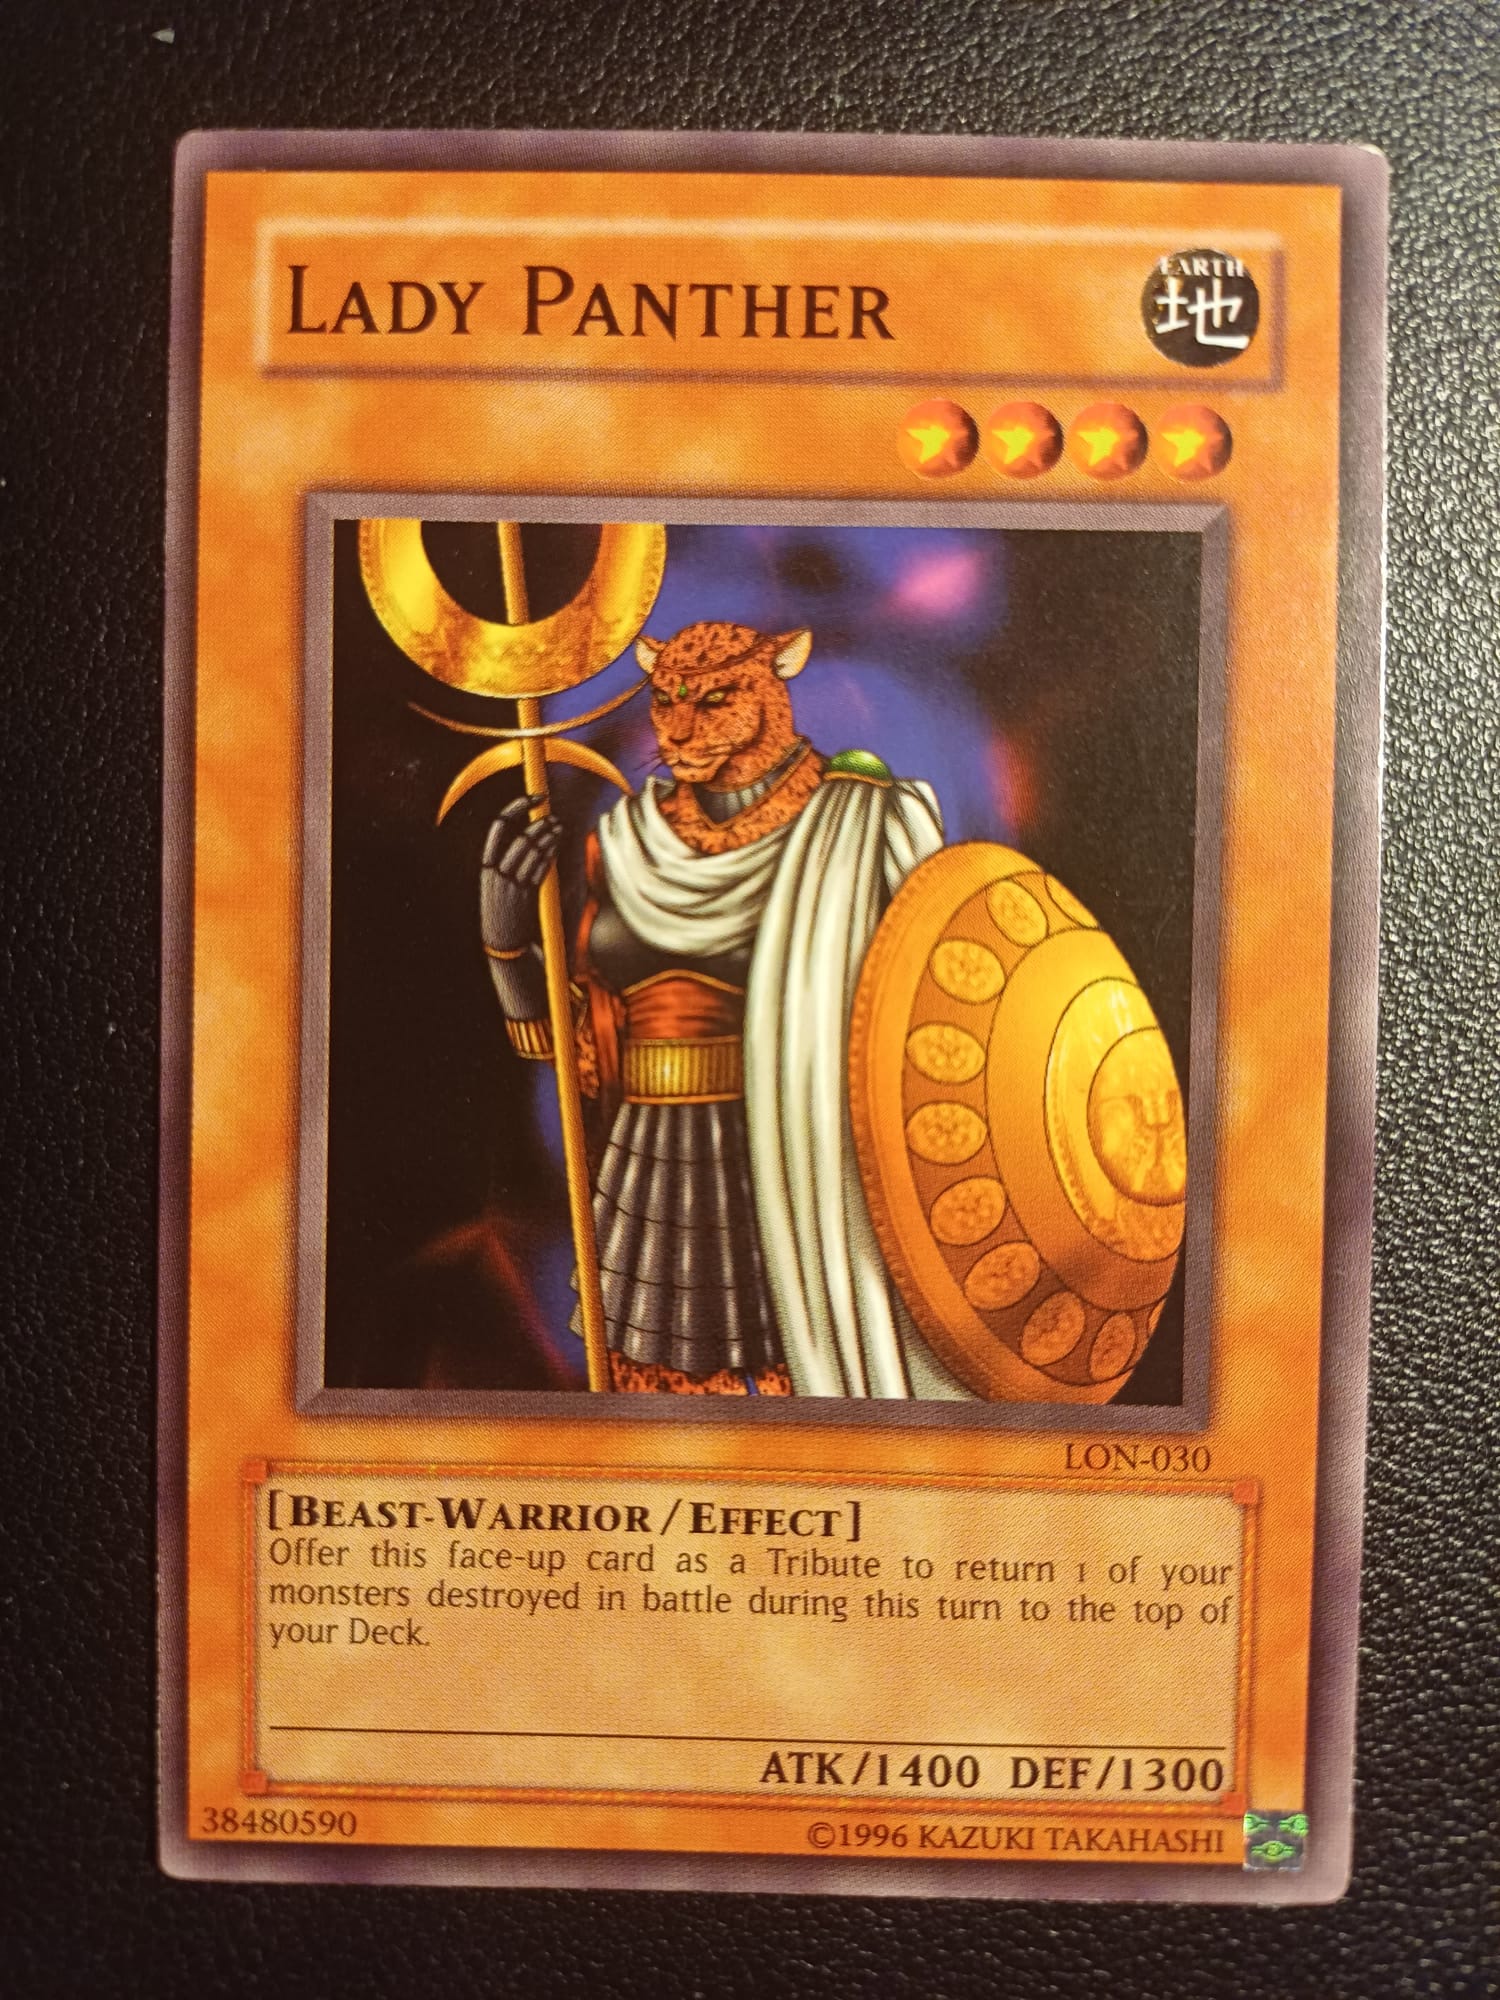 LADY PANTHER
EARTH
地
LON-030
[BEAST-WARRIOR/EFFECT]
Offer this face-up card as a Tribute to return 1 of your
monsters destroyed in battle during this turn to the top of
your Deck.
ATK/1400 DEF/1300
38480590
©1996 KAZUKI TAKAHASHI